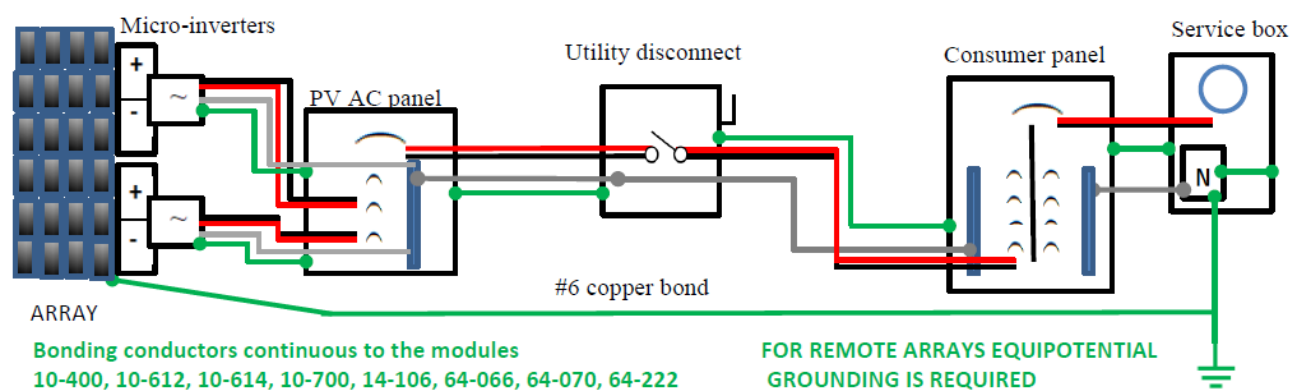 Micro-inverters
Service box
Utility disconnect
Consumer panel
PV AC panel
+
-
~
+
-
~
N
#6 copper bond
ARRAY
Bonding conductors continuous to the modules
10-400, 10-612, 10-614, 10-700, 14-106, 64-066, 64-070, 64-222
FOR REMOTE ARRAYS EQUIPOTENTIAL
GROUNDING IS REQUIRED